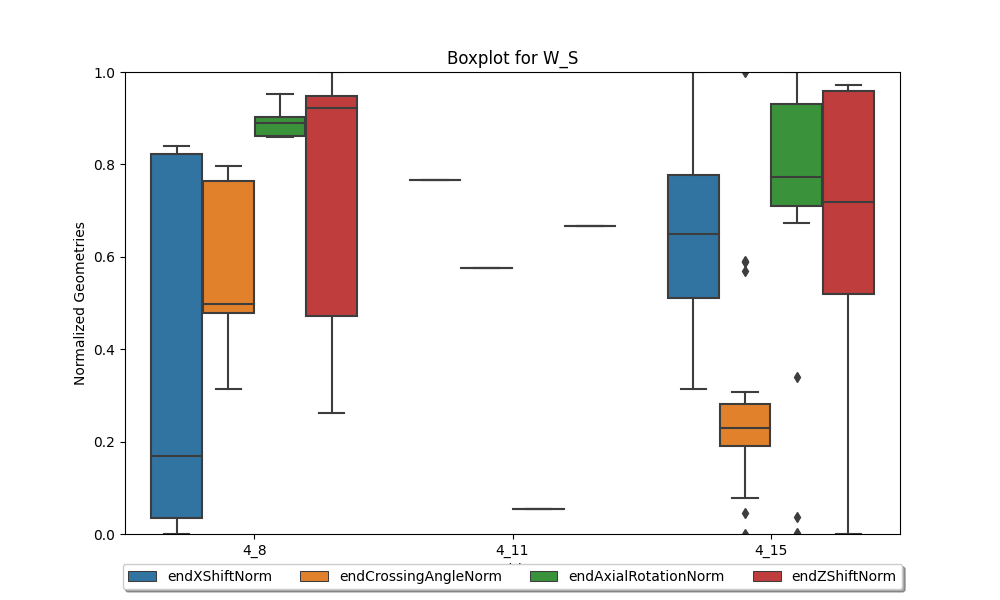 Boxplot for W_S
Normalized Geometries
1.0
0.8
0.6
0.4
0.2
0.0
4_8 4_11 4_15
endXShiftNorm endCrossingAngleNorm endAxialRotationNorm endZShiftNorm